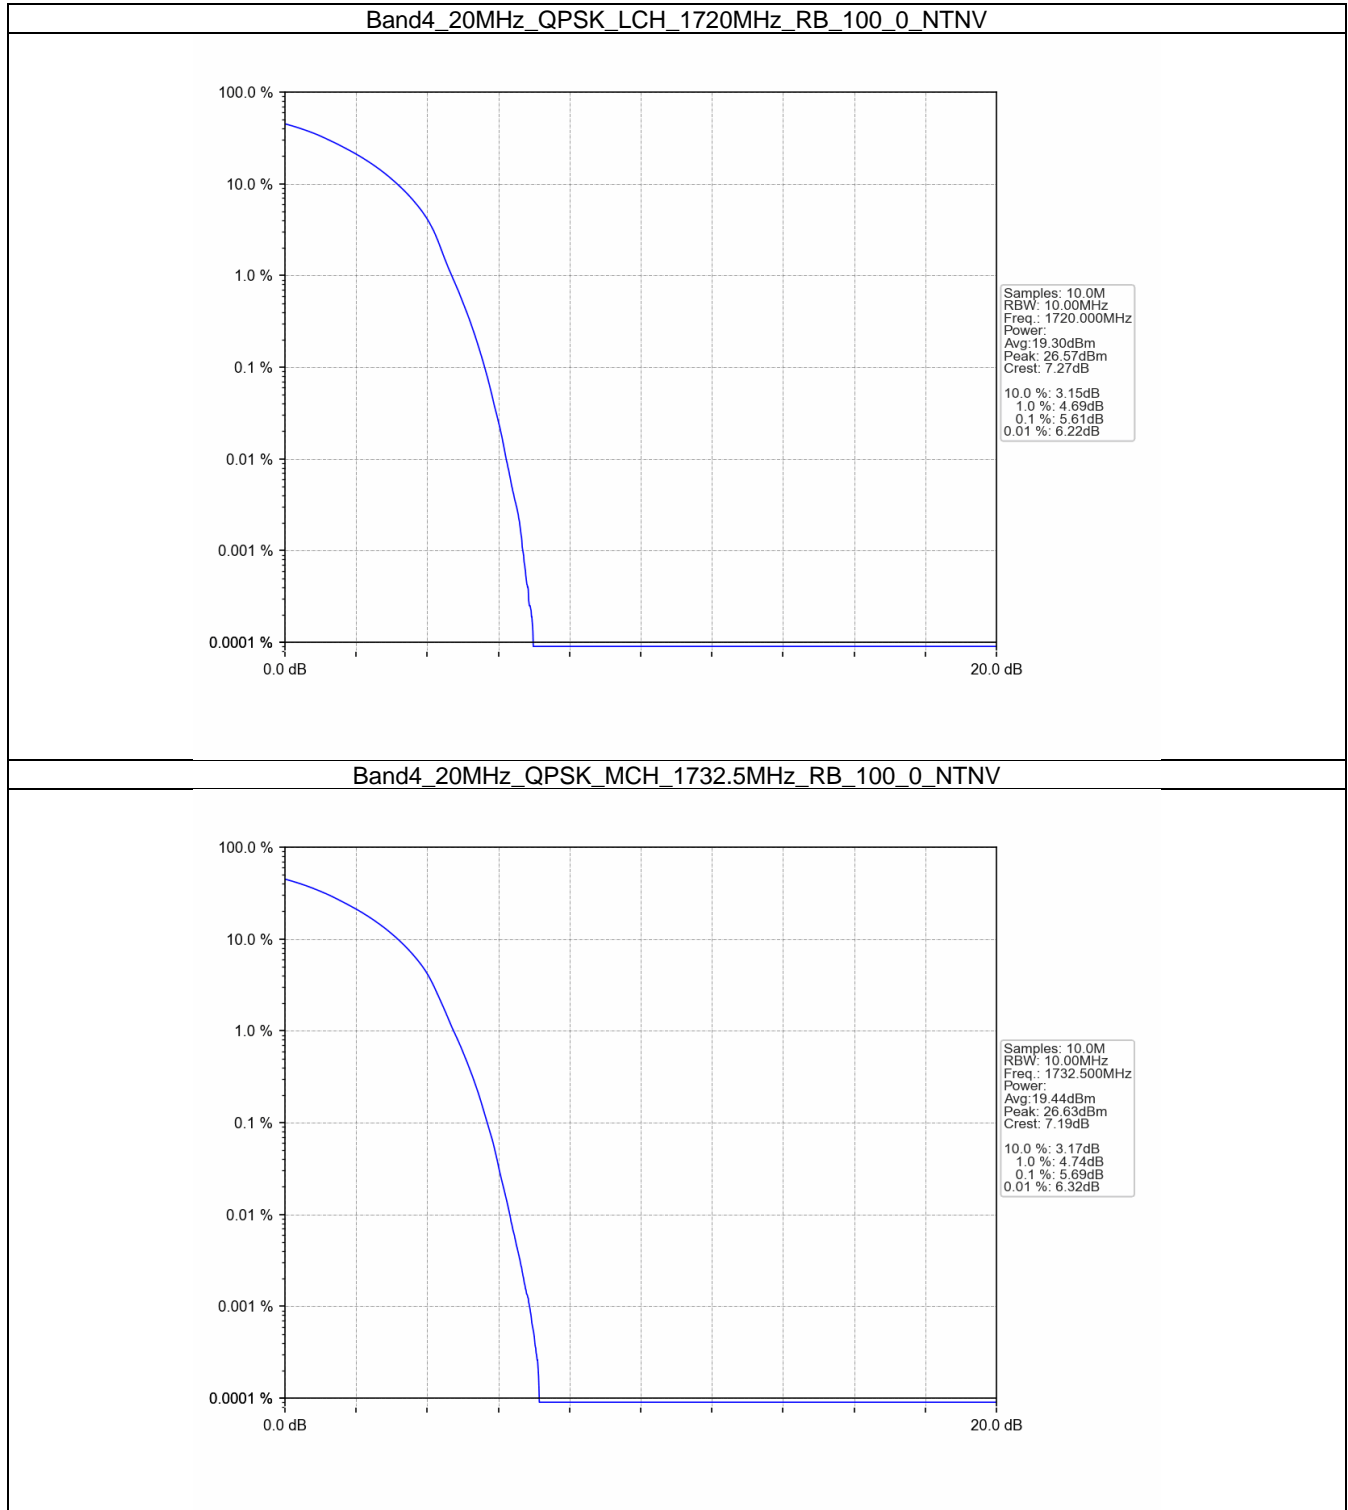 Band4_20MHz_QPSK_LCH_1720MHz_RB_100_0_NTNV
100.0 %
10.0 %
1.0 %
0.1 %
0.01 %
0.001 %
0.0001 %
0.0 dB
20.0 dB
Samples: 10.0M
RBW: 10.00MHz
Freq.: 1720.000MHz
Power:
Avg:19.30dBm
Peak: 26.57dBm
Crest: 7.27dB
10.0 %: 3.15dB
1.0 %: 4.69dB
0.1 %: 5.61dB
0.01 %: 6.22dB
Band4_20MHz_QPSK_MCH_1732.5MHz_RB_100_0_NTNV
100.0 %
10.0 %
1.0 %
0.1 %
0.01 %
0.001 %
0.0001 %
0.0 dB
20.0 dB
Samples: 10.0M
RBW: 10.00MHz
Freq.: 1732.500MHz
Power:
Avg:19.44dBm
Peak: 26.63dBm
Crest: 7.19dB
10.0 %: 3.17dB
1.0 %: 4.74dB
0.1 %: 5.69dB
0.01 %: 6.32dB